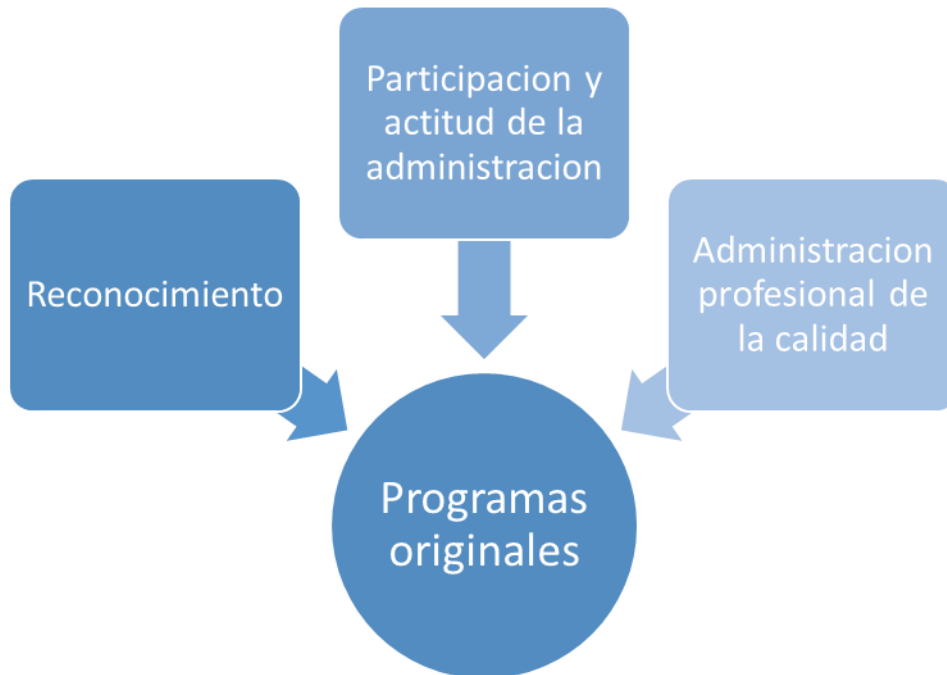 Participacion y
actitud de la
administracion
Reconocimiento
Administracion
profesional de
la calidad
Programas
originales